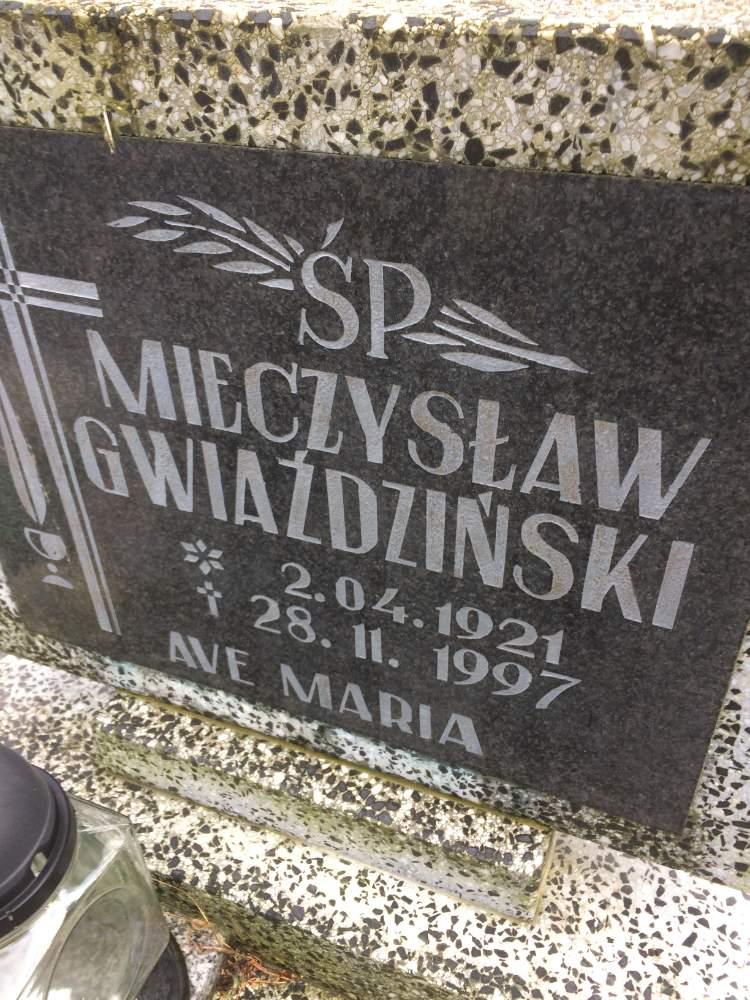 ŚP
MIECZYSŁAW
GWIAŹDZIŃSKI
* 2.04.1921
† 28.11.1997
AVE MARIA